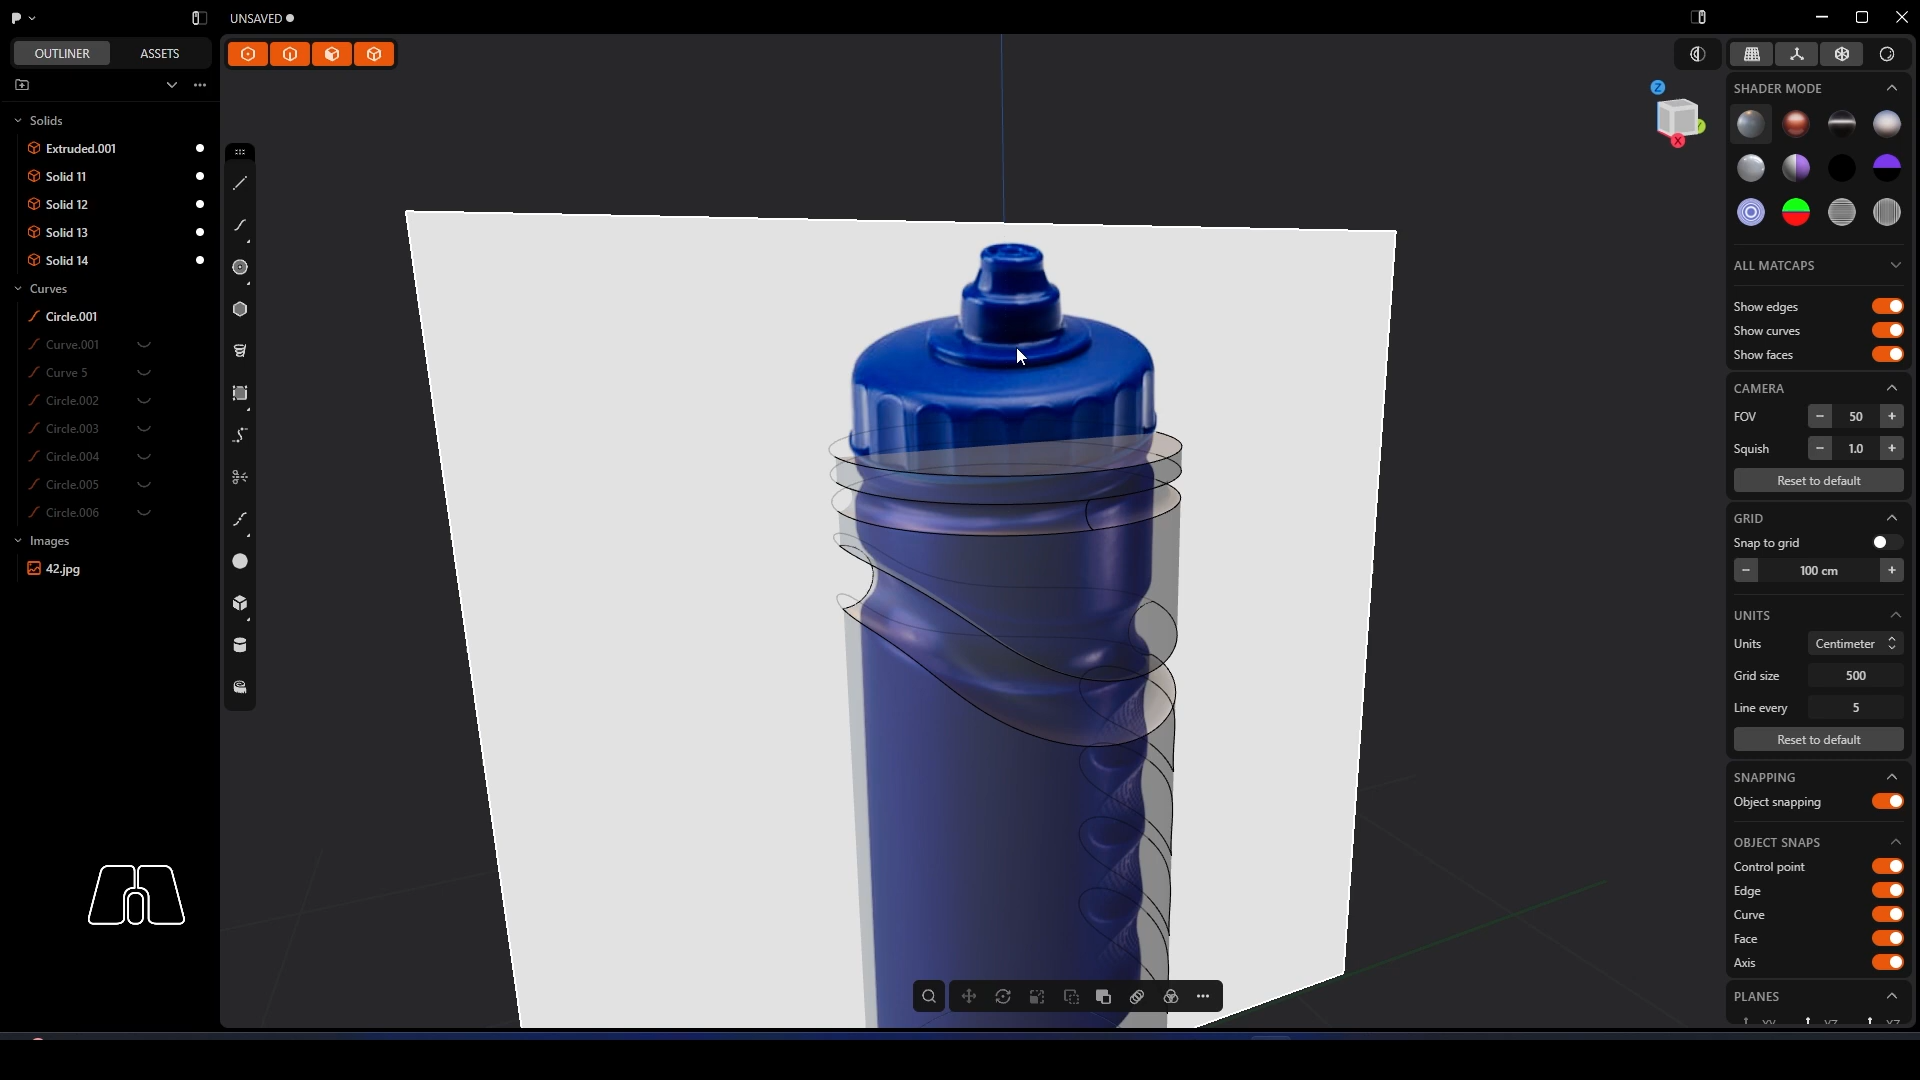 UNSAVED
OUTLINER
ASSETS
Solids
Extruded.001
Solid 11
Solid 12
Solid 13
Solid 14
Curves
Circle.001
Curve.001
Curve 5
Circle.002
Circle.003
Circle.004
Circle.005
Circle.006
Images
42.jpg
Z
Y
X
SHADER MODE
ALL MATCAPS
Show edges
Show curves
Show faces
CAMERA
FOV
50
Squish
1.0
Reset to default
GRID
Snap to grid
100 cm
UNITS
Units
Centimeter
Grid size
500
Line every
5
Reset to default
SNAPPING
Object snapping
OBJECT SNAPS
Control point
Edge
Curve
Face
Axis
PLANES